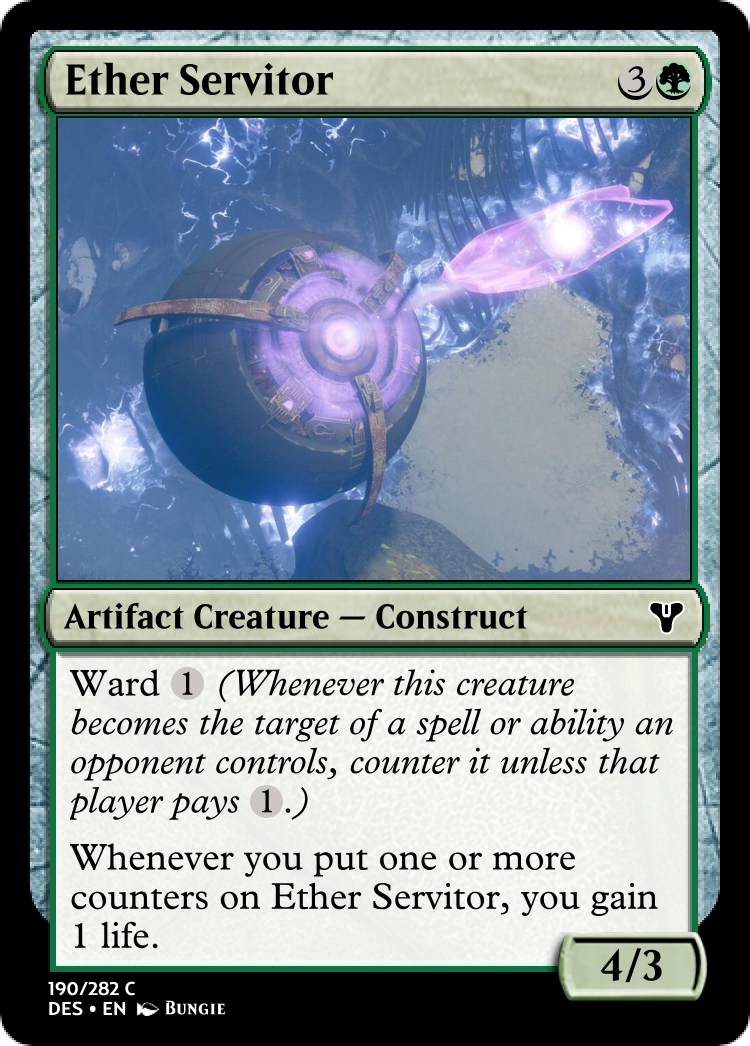 Ether Servitor 3
Artifact Creature — Construct
Ward 1 (Whenever this creature
becomes the target of a spell or ability an
opponent controls, counter it unless that
player pays 1.)
Whenever you put one or more
counters on Ether Servitor, you gain
1 life.
4/3
190/282 C
DES • EN Bungie